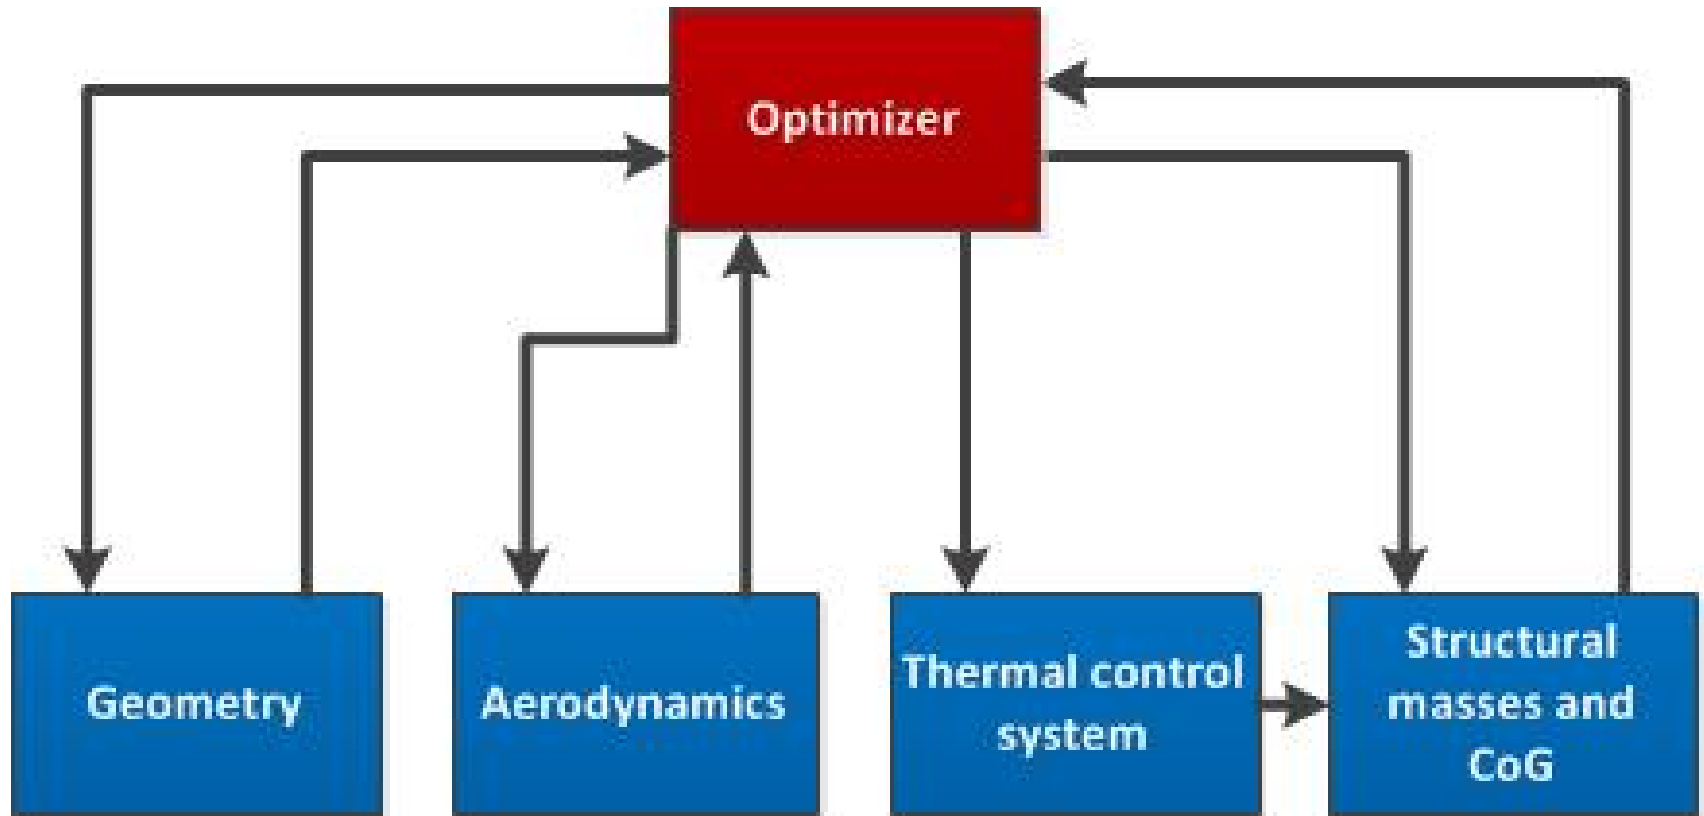 Optimizer
Geometry
Aerodynamics
Thermal control
system
Structural
masses and
CoG